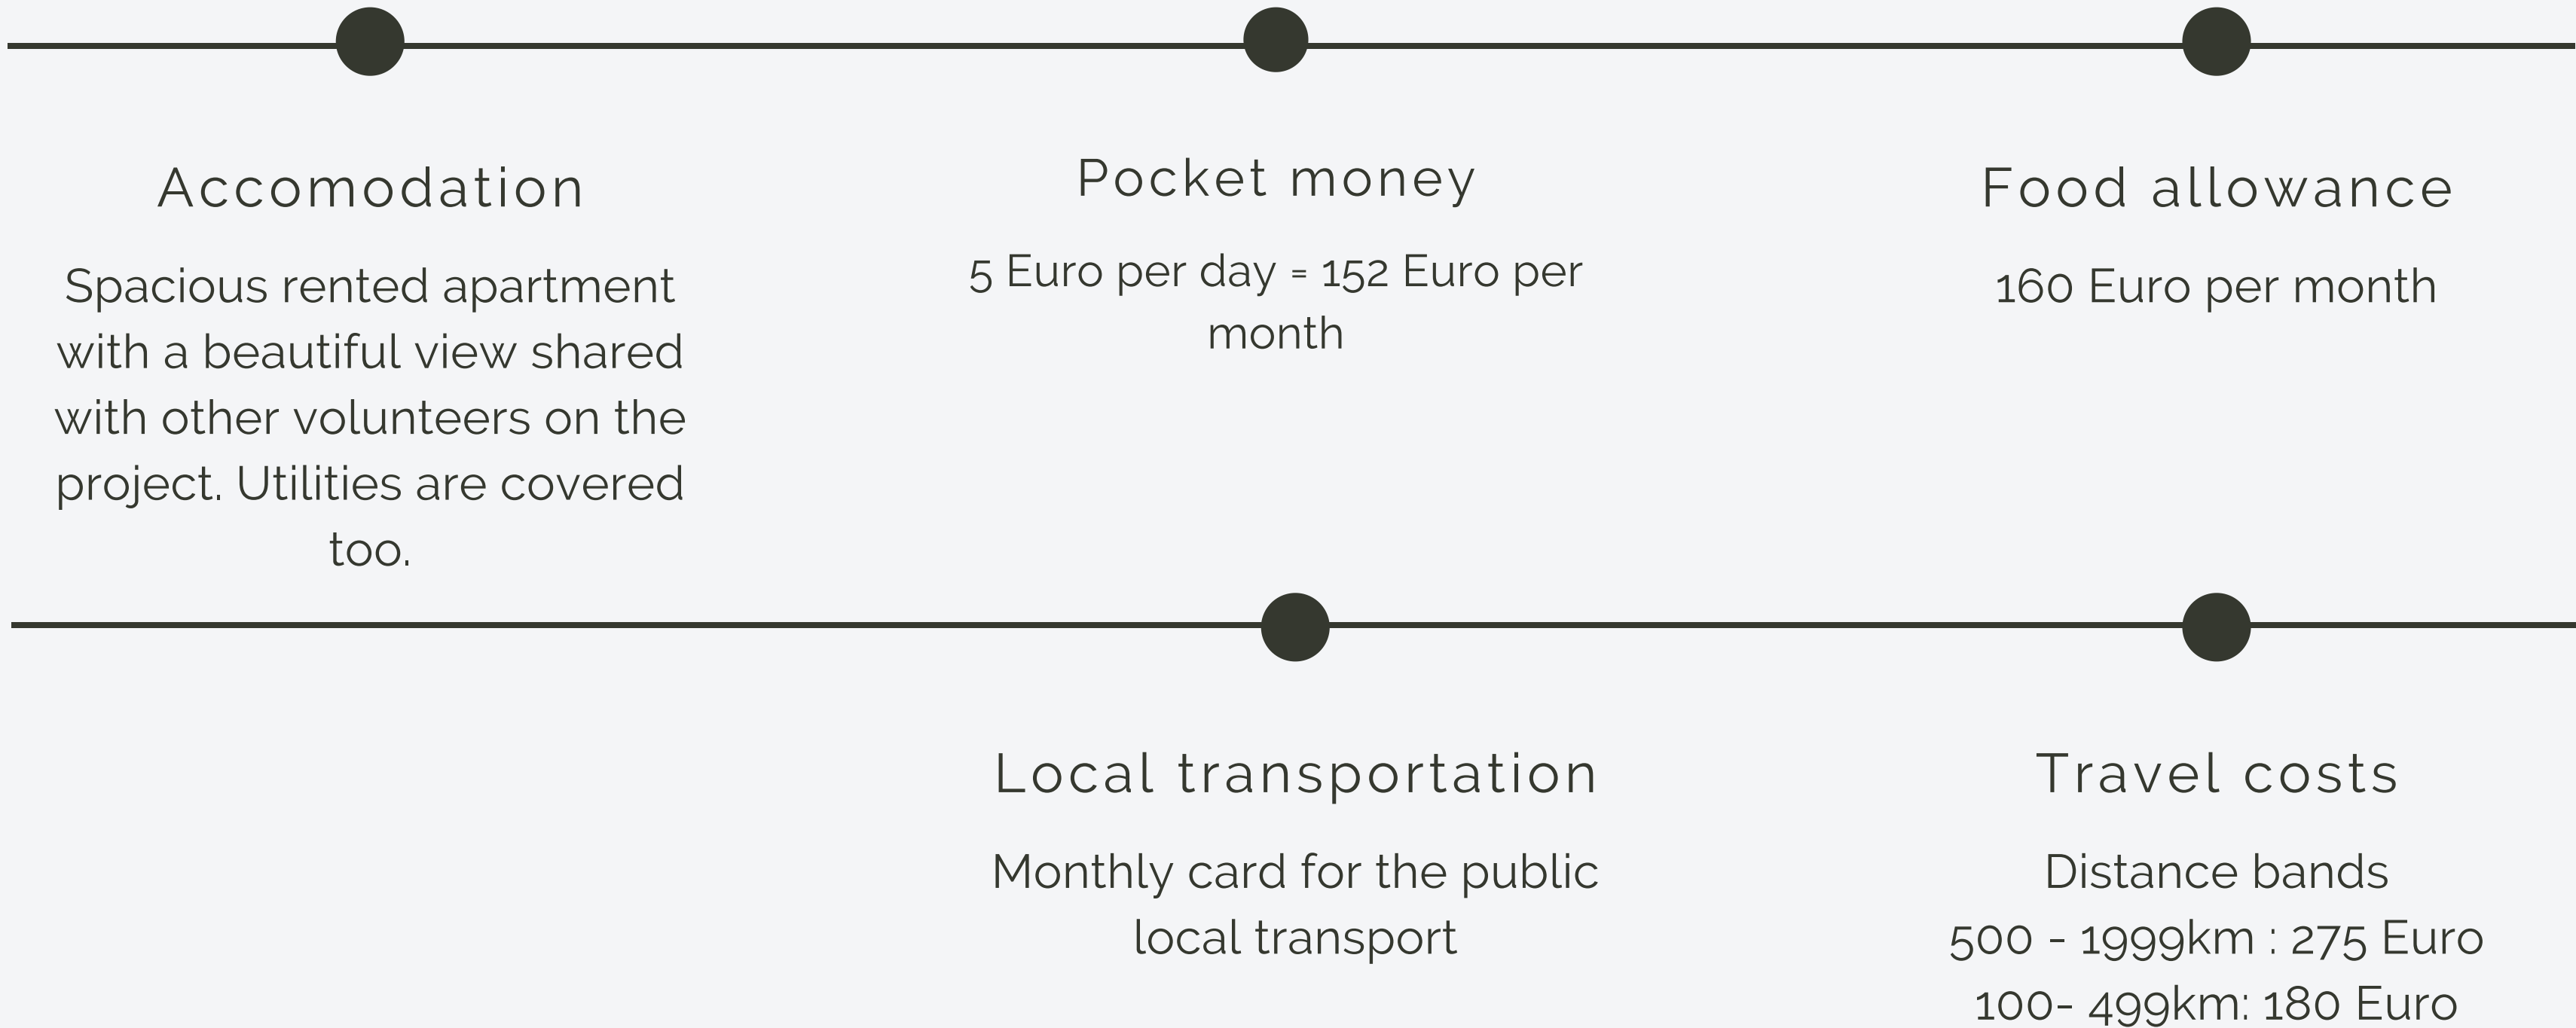 Accomodation
Spacious rented apartment
with a beautiful view shared
with other volunteers on the
project. Utilities are covered
too.
Pocket money
5 Euro per day = 152 Euro per
month
Food allowance
160 Euro per month
Local transportation
Monthly card for the public
local transport
Travel costs
Distance bands
500 - 1999km : 275 Euro
100- 499km: 180 Euro